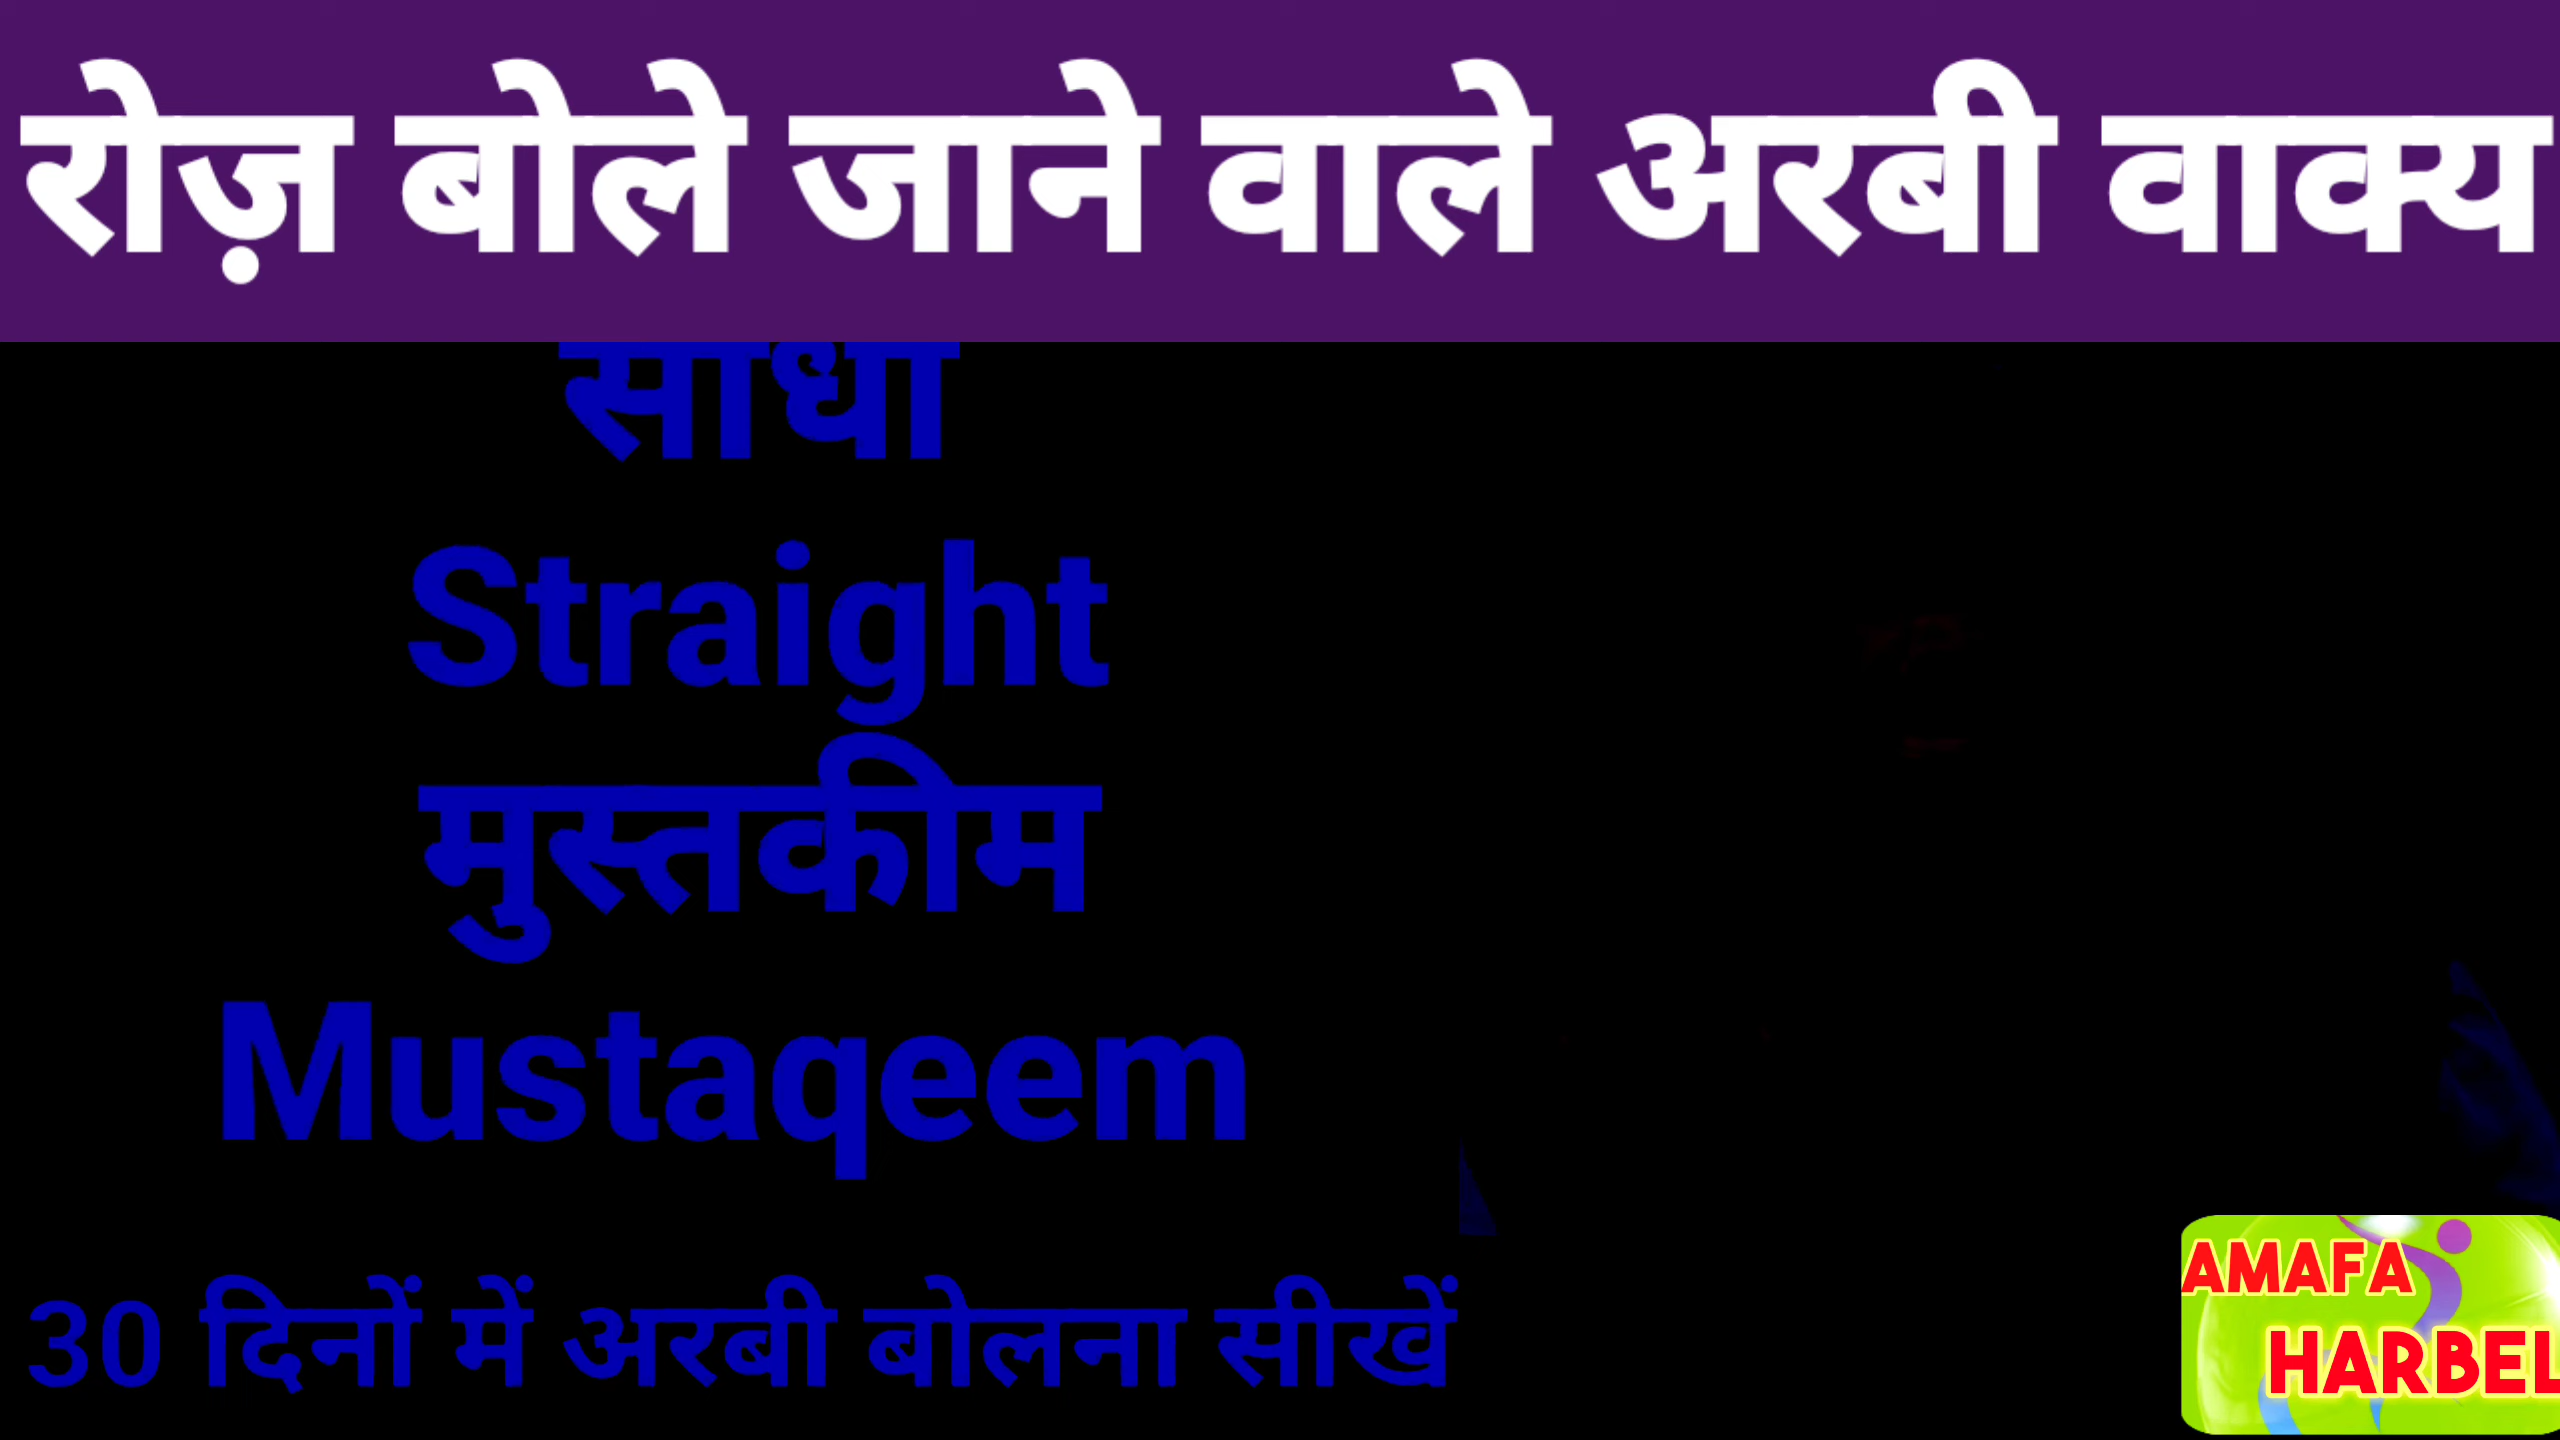 रोज़ बोले जाने वाले अरबी वाक्य
Straight
मुस्तकीम
Mustaqeem
30 दिनों में अरबी बोलना सीखें
AMAFA
HARBEL